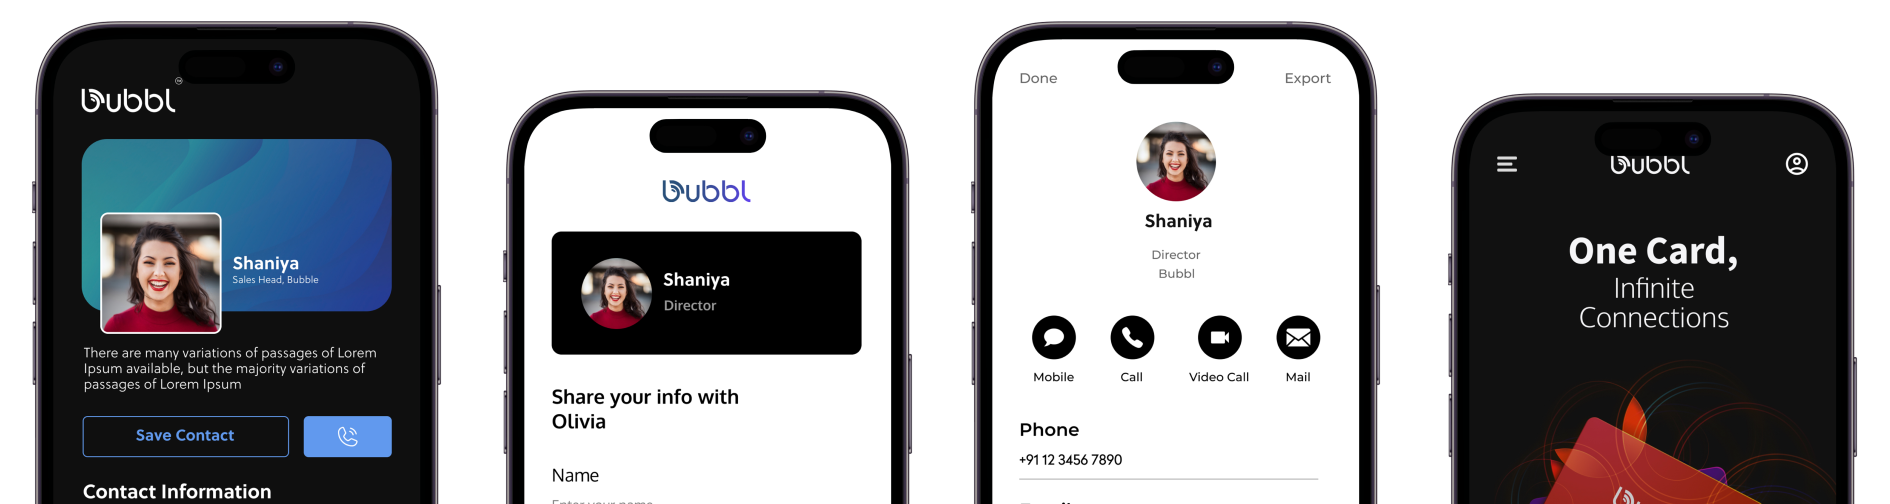 bubbl
Shaniya
Sales Head, Bubble
There are many variations of passages of Lorem
Ipsum available, but the majority variations of
passages of Lorem Ipsum
Save Contact
Contact Information
bubbl
Shaniya
Director
Share your info with
Olivia
Name
Enter your name
Done
Export
Shaniya
Director
Bubbl
Mobile
Call
Video Call
Mail
Phone
+91 12 3456 7890
bubbl
One Card,
Infinite
Connections